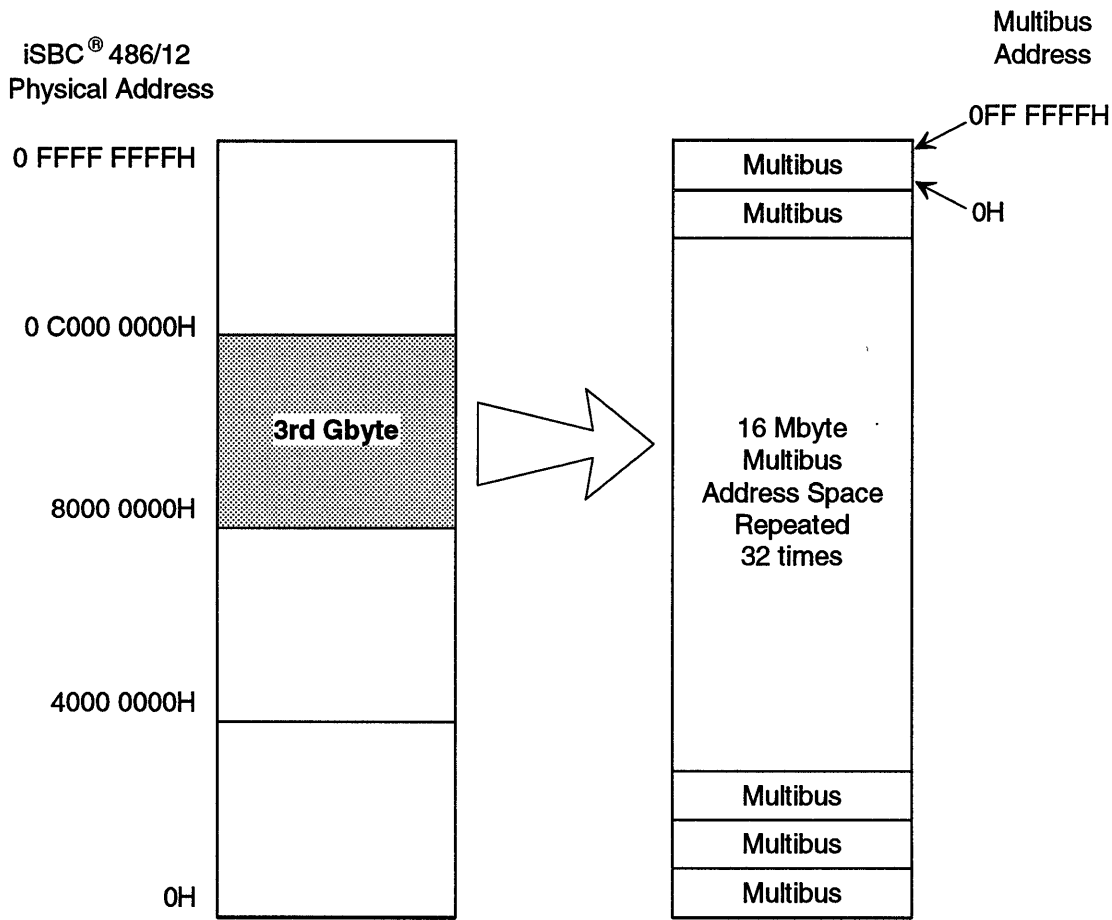 iSBC® 486/12
Physical Address
0 FFFF FFFFH
0 C000 0000H
3rd Gbyte
8000 0000H
4000 0000H
0H
Multibus
Address
0FF FFFFH
Multibus
0H
Multibus
16 Mbyte
Multibus
Address Space
Repeated
32 times
Multibus
Multibus
Multibus